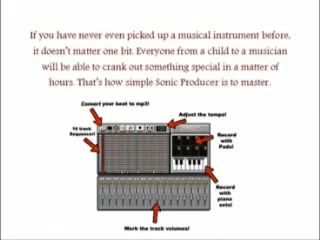 If you have never even picked up a musical instrument before,
it doesn't matter one bit. Everyone from a child to a musician
will be able to crank out something special in a matter of
hours. That's how simple Sonic Producer is to master.
Convert your beat to mp3!
Adjust the tempo!
Record
with
Pads!
Record
with
piano
sets!
Work the track volumes!